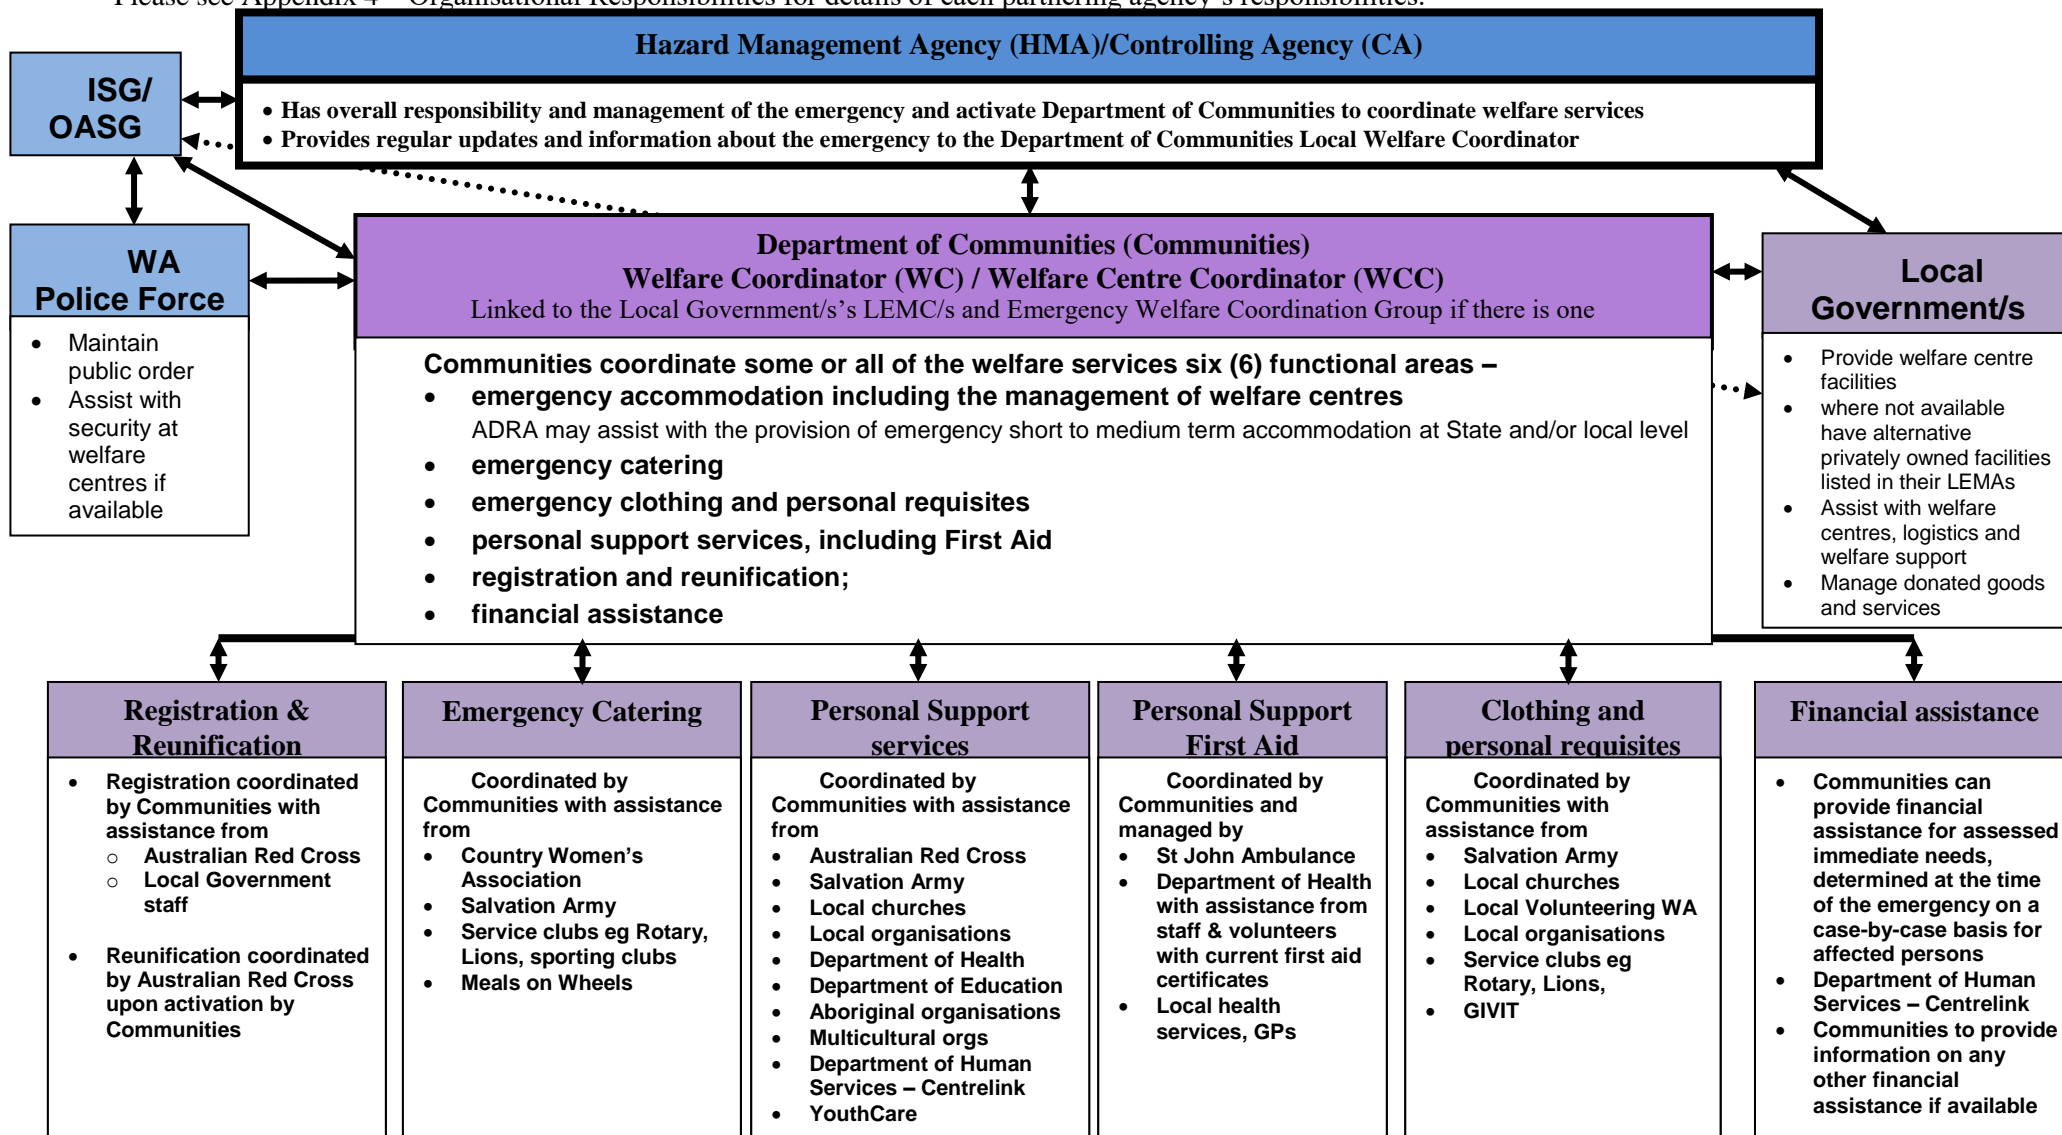 Please see Appendix 4 – Organisational Responsibilities for details of each partnering agency's responsibilities.
Hazard Management Agency (HMA)/Controlling Agency (CA)
• Has overall responsibility and management of the emergency and activate Department of Communities to coordinate welfare services
• Provides regular updates and information about the emergency to the Department of Communities Local Welfare Coordinator
ISG/
OASG
WA
Police Force
• Maintain
public order
• Assist with
security at
welfare
centres if
available
Department of Communities (Communities)
Welfare Coordinator (WC) / Welfare Centre Coordinator (WCC)
Linked to the Local Government/s's LEMC/s and Emergency Welfare Coordination Group if there is one
Communities coordinate some or all of the welfare services six (6) functional areas –
• emergency accommodation including the management of welfare centres
ADRA may assist with the provision of emergency short to medium term accommodation at State and/or local level
• emergency catering
• emergency clothing and personal requisites
• personal support services, including First Aid
• registration and reunification;
• financial assistance
Local
Government/s
• Provide welfare centre
facilities
• where not available
have alternative
privately owned facilities
listed in their LEMAs
• Assist with welfare
centres, logistics and
welfare support
• Manage donated goods
and services
Registration &
Reunification
• Registration coordinated
by Communities with
assistance from
o Australian Red Cross
o Local Government
staff
• Reunification coordinated
by Australian Red Cross
upon activation by
Communities
Emergency Catering
Coordinated by
Communities with assistance
from
• Country Women's
Association
• Salvation Army
• Service clubs eg Rotary,
Lions, sporting clubs
• Meals on Wheels
Personal Support
services
Coordinated by
Communities with assistance
from
• Australian Red Cross
• Salvation Army
• Local churches
• Local organisations
• Department of Health
• Department of Education
• Aboriginal organisations
• Multicultural orgs
• Department of Human
Services – Centrelink
• YouthCare
Personal Support
First Aid
Coordinated by
Communities and
managed by
• St John Ambulance
• Department of Health
with assistance from
staff & volunteers
with current first aid
certificates
• Local health
services, GPs
Clothing and
personal requisites
Coordinated by
Communities with
assistance from
• Salvation Army
• Local churches
• Local Volunteering WA
• Local organisations
• Service clubs eg
Rotary, Lions,
• GIVIT
Financial assistance
• Communities can
provide financial
assistance for assessed
immediate needs,
determined at the time
of the emergency on a
case-by-case basis for
affected persons
• Department of Human
Services – Centrelink
• Communities to provide
information on any
other financial
assistance if available